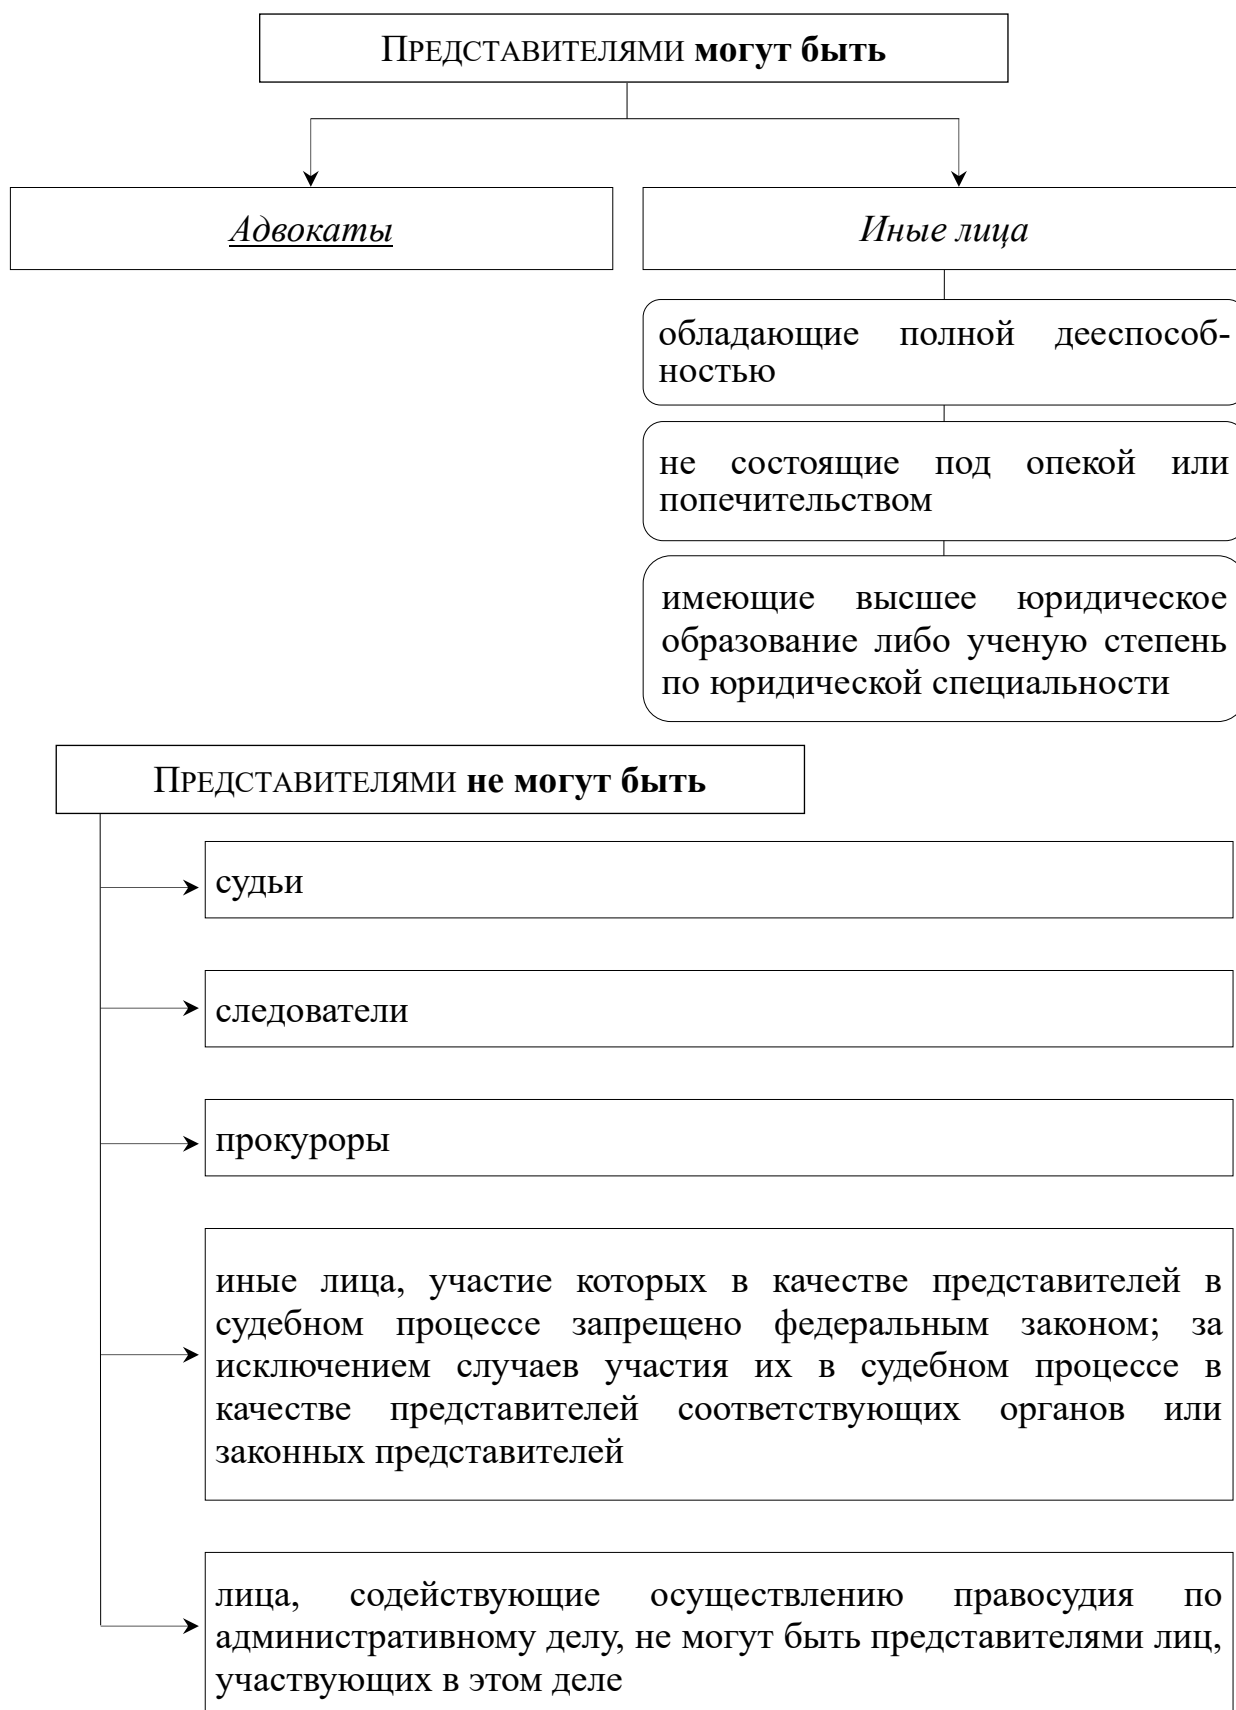 ПРЕДСТАВИТЕЛЯМИ могут быть
Адвокаты
Иные лица
обладающие полной дееспособ-
ностью
не состоящие под опекой или
попечительством
имеющие высшее юридическое
образование либо ученую степень
по юридической специальности
ПРЕДСТАВИТЕЛЯМИ не могут быть
судьи
следователи
прокуроры
иные лица, участие которых в качестве представителей в
судебном процессе запрещено федеральным законом; за
исключением случаев участия их в судебном процессе в
качестве представителей соответствующих органов или
законных представителей
лица, содействующие осуществлению правосудия по
административному делу, не могут быть представителями лиц,
участвующих в этом деле